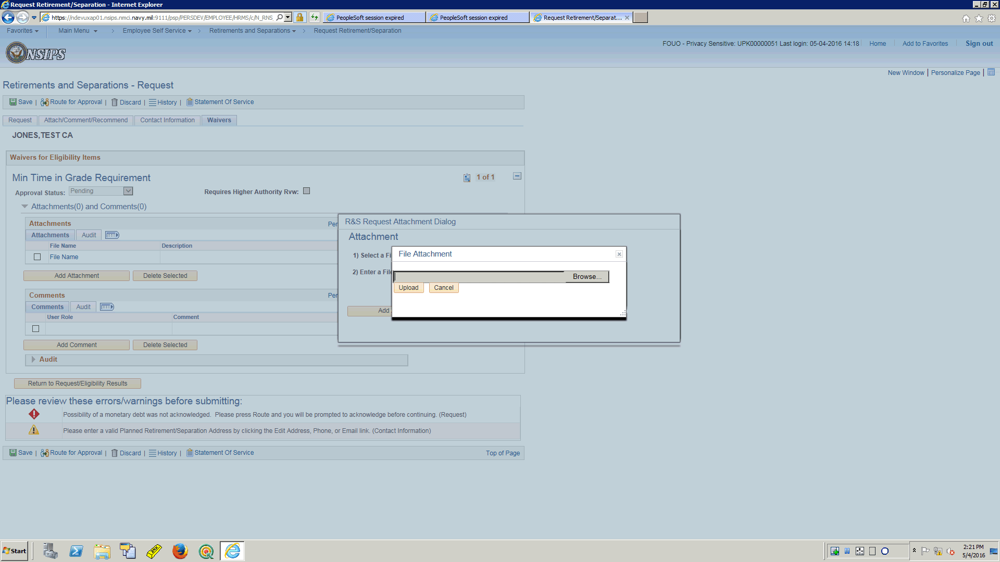 Request Retirement/Separation - Internet Explorer
https://ndevuxap01.nsips.nmci.navy.mil:9111/psp/PERSDEV/EMPLOYEE/HRMS/c/N_RNS_
PeopleSoft session expired
PeopleSoft session expired
Request Retirement/Separat...
Favorites
Main Menu
Employee Self Service
Retirements and Separations
Request Retirement/Separation
NSIPS
FOUO - Privacy Sensitive: UPK00000051 Last login: 05-04-2016 14:18
Home
Add to Favorites
Sign out
New Window | Personalize Page |
Retirements and Separations - Request
Save | Route for Approval | Discard | History | Statement Of Service
Request
Attach/Comment/Recommend
Contact Information
Waivers
JONES,TEST CA
Waivers for Eligibility Items
Min Time in Grade Requirement
1 of 1
Approval Status: Pending
Requires Higher Authority Rvw:
Attachments(0) and Comments(0)
Attachments
Per
Attachments
Audit
File Name
Description
File Name
Add Attachment
Delete Selected
Comments
Per
Comments
Audit
User Role
Comment
Add Comment
Delete Selected
Audit
Return to Request/Eligibility Results
R&S Request Attachment Dialog
Attachment
1) Select a Fi
2) Enter a File
Add
File Attachment
Browse...
Upload
Cancel
Please review these errors/warnings before submitting:
Possibility of a monetary debt was not acknowledged. Please press Route and you will be prompted to acknowledge before continuing. (Request)
Please enter a valid Planned Retirement/Separation Address by clicking the Edit Address, Phone, or Email link. (Contact Information)
Save | Route for Approval | Discard | History | Statement Of Service
Top of Page
Start
2:21 PM
5/4/2016